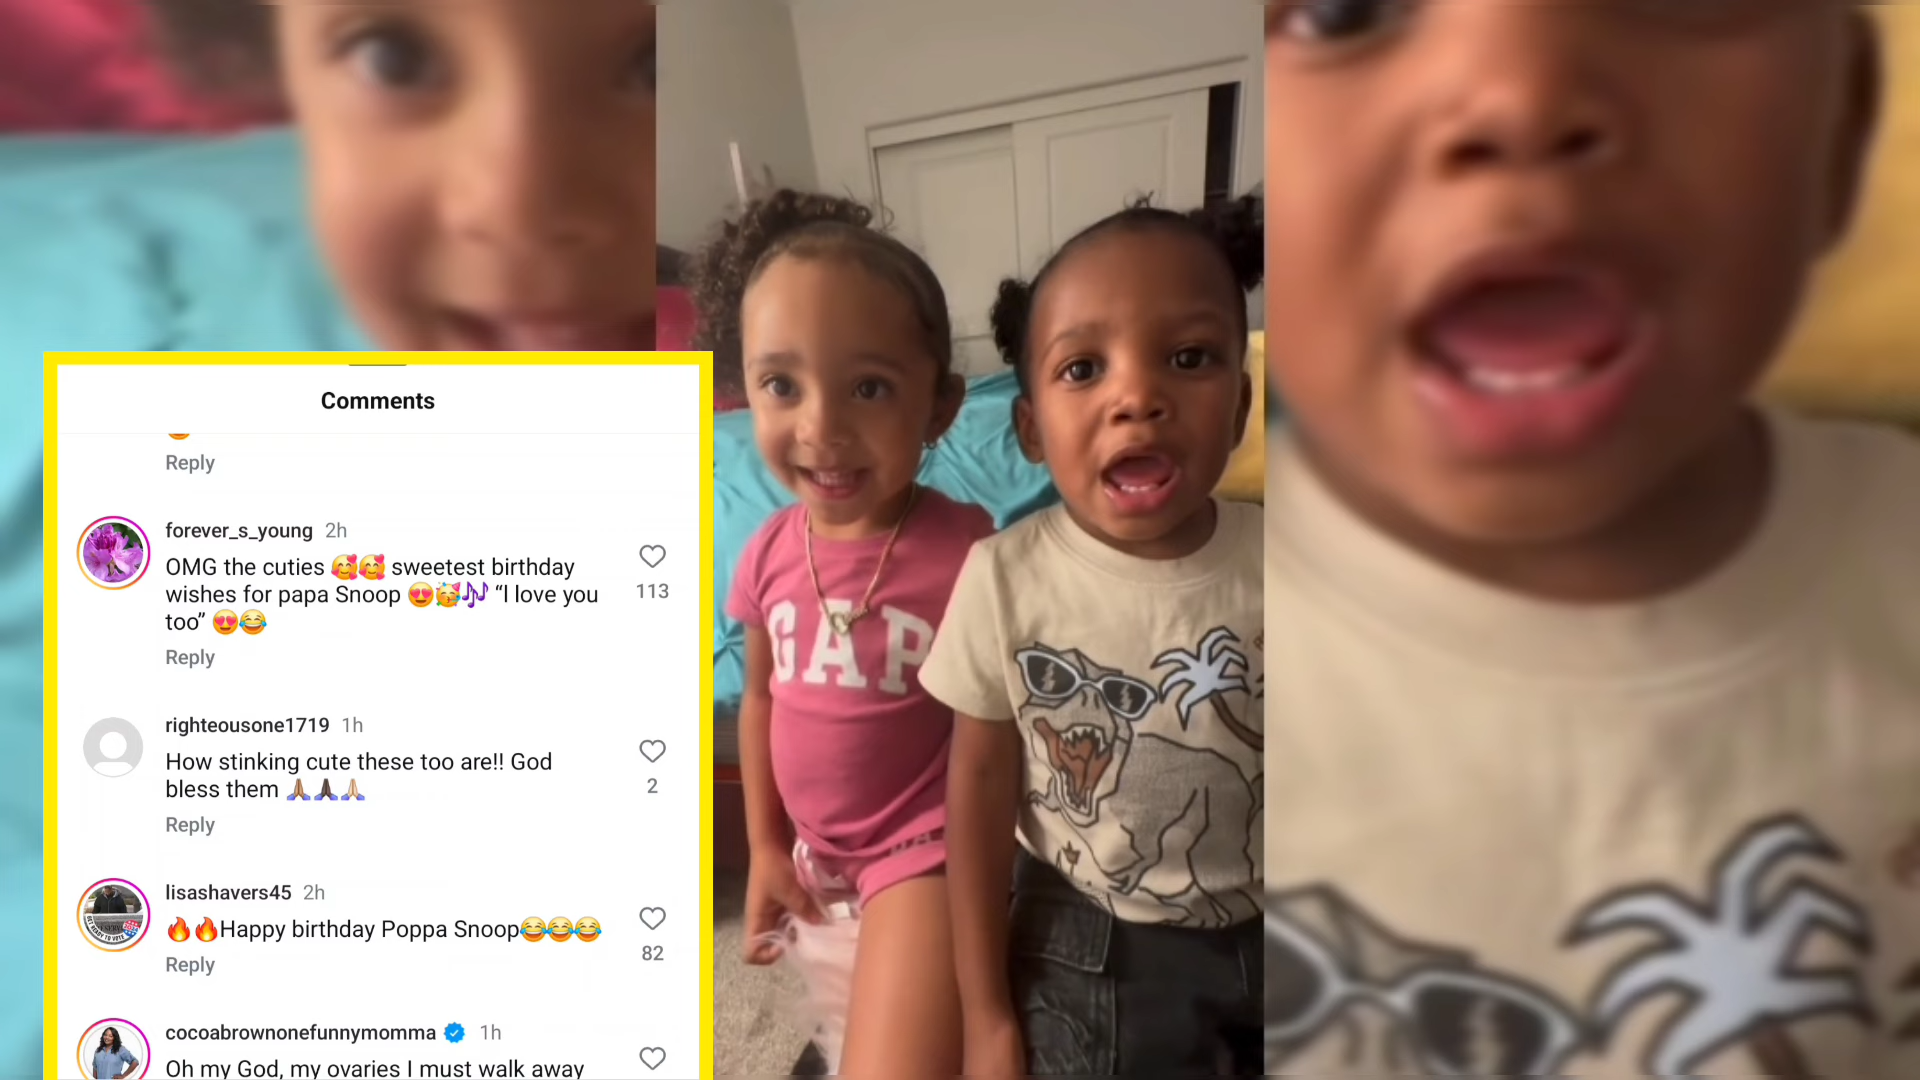 Comments
Reply
forever_s_young 2h
OMG the cuties 🥰🥰 sweetest birthday
wishes for papa Snoop 😍🥳🎶 “I love you
too” 😍😂
113
Reply
righteousone1719 1h
How stinking cute these too are!! God
bless them 🙏🏽🙏🏿🙏🏼
2
Reply
lisashavers45 2h
🔥🔥Happy birthday Poppa Snoop😂😂😂
82
Reply
cocoabrownonefunnymomma 1h
Oh my God, my ovaries I must walk away
GAP